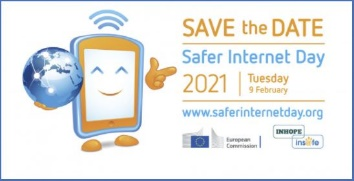 SAVE the DATE
Safer Internet Day
2021 | Tuesday
9 February
www.saferinternetday.org
European
Commission
INHOPE
insafe